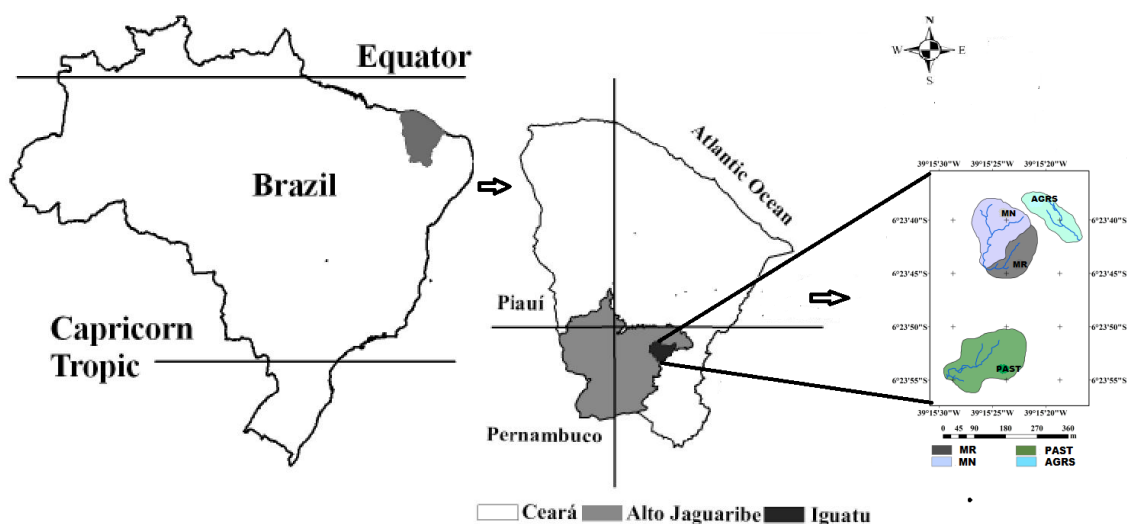 Equator
Brazil
Capricorn
Tropic
Atlantic Ocean
Piauí
Pernambuco
Ceará Alto Jaguaribe Iguatu
N
W E
S
39°15'30"W 39°15'25"W 39°15'20"W
AGRS
MN
6°23'40"S 6°23'40"S
MR
6°23'45"S 6°23'45"S
6°23'50"S 6°23'50"S
PAST
6°23'55"S 6°23'55"S
39°15'30"W 39°15'25"W 39°15'20"W
0 45 90 180 270 360
m
MR PAST
MN AGRS